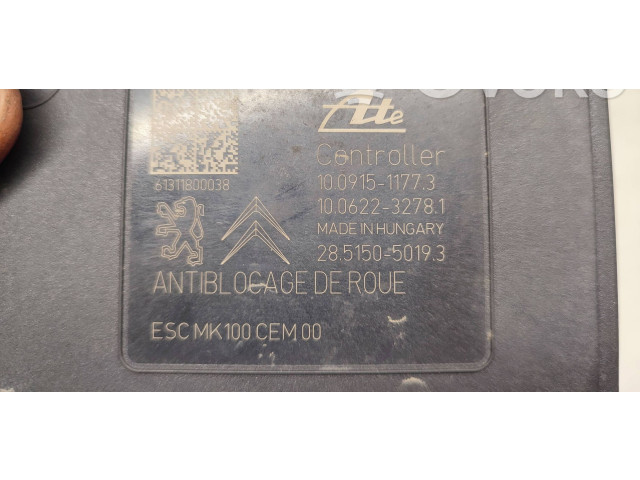 Ate
Controller
61311800038
10.0915-1177.3
10.0622-3278.1
MADE IN HUNGARY
28.5150-5019.3
ANTIBLOCAGE DE ROUE
ESC MK100 CEM 00